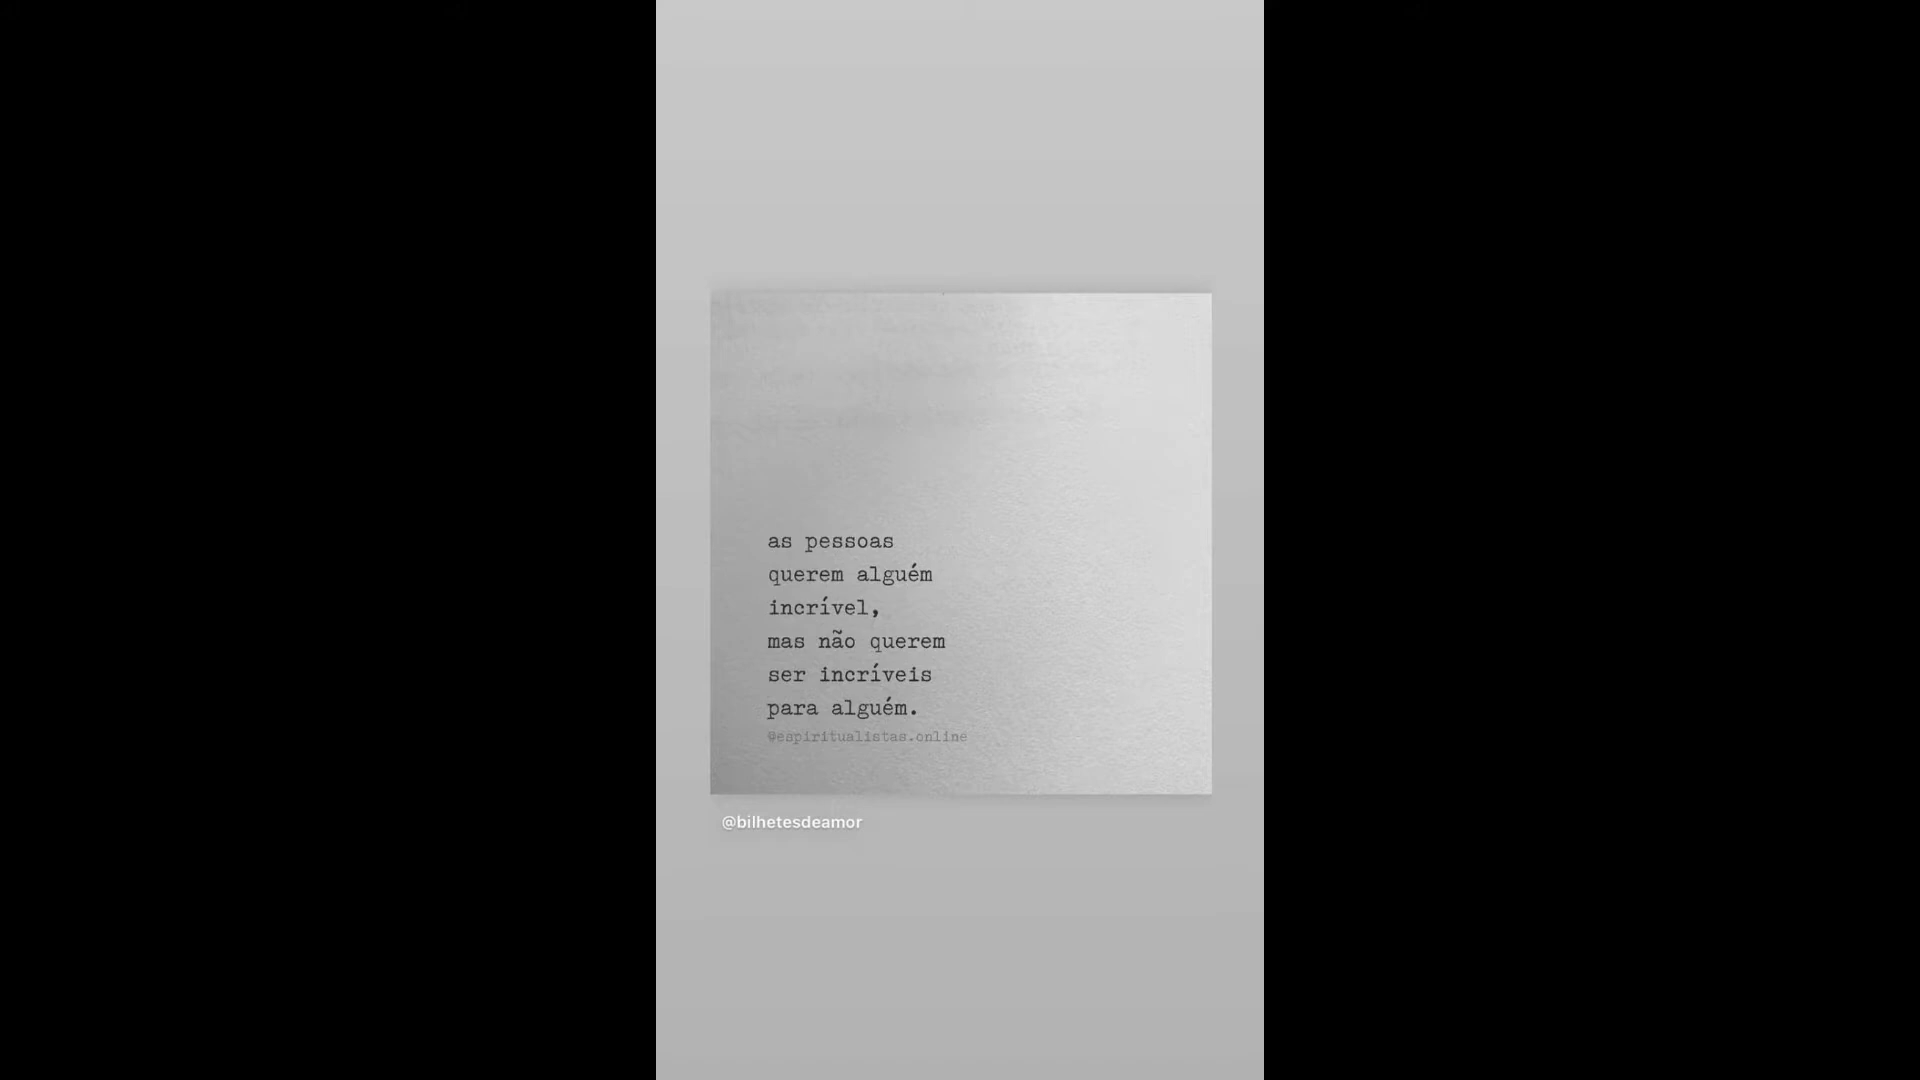 as pessoas
querem alguém
incrível,
mas não querem
ser incríveis
para alguém.
@espiritualistas.online
@bilhetesdeamor